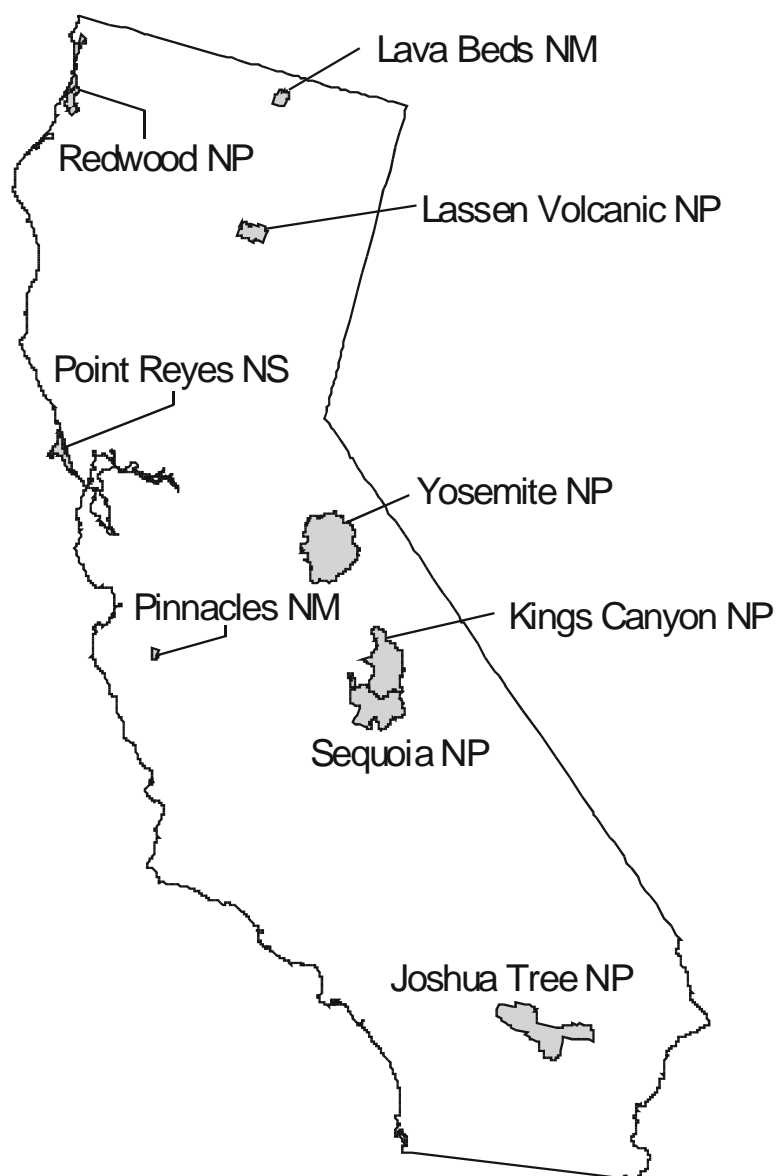 Lava Beds NM
Redwood NP
Lassen Volcanic NP
Point Reyes NS
Yosemite NP
Pinnacles NM
Kings Canyon NP
Sequoia NP
Joshua Tree NP